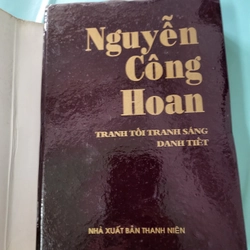 Nguyễn
Công
Hoan
TRANH TỐI TRANH SÁNG
DANH TIẾT
NHÀ XUẤT BẢN THANH NIÊN